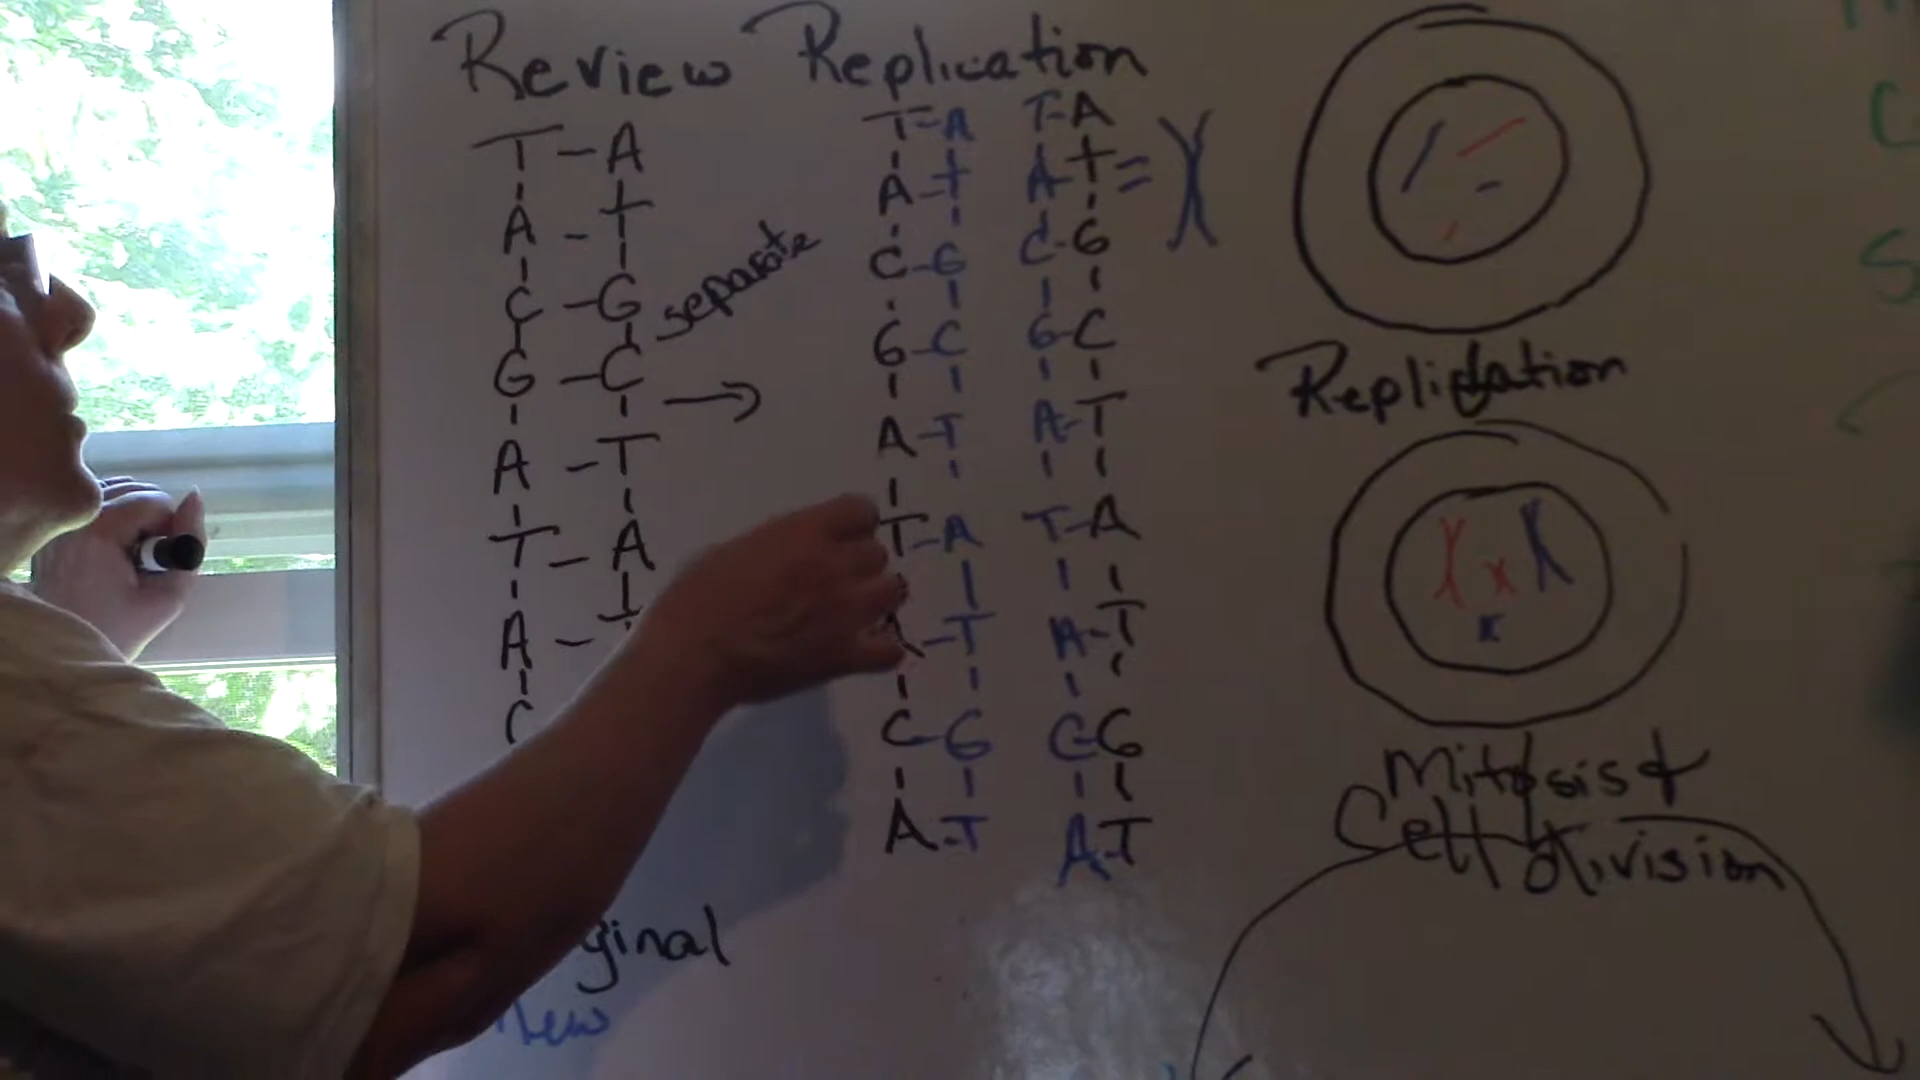 Review Replication
T-A
A-T
C-G
G-C
A-T
T-A
A-
C
separate
T-A
A-T
C-G
G-C
A-T
T-A
A-T
C-G
A-T
T-A
A-T=
C-G
G-C
A-T
T-A
A-T
C-G
A-T
ginal
New
Replication
Mitosis &
Cell division